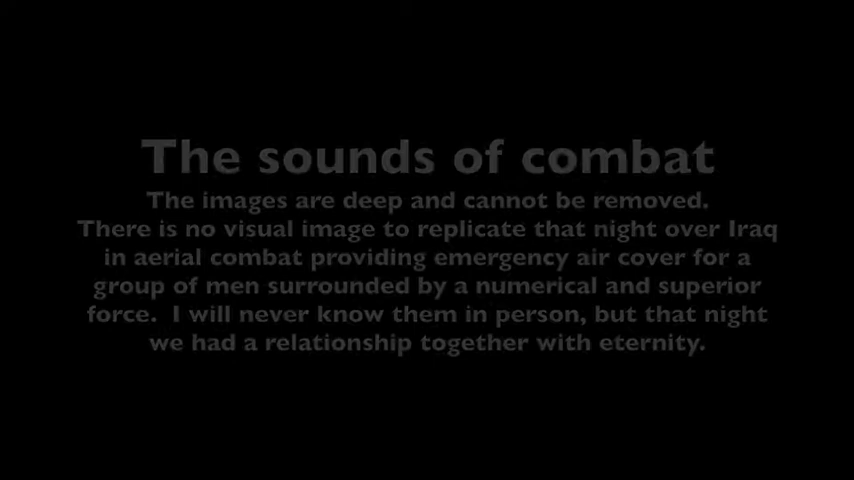 The sounds of combat
The images are deep and cannot be removed.
There is no visual image to replicate that night over Iraq
in aerial combat providing emergency air cover for a
group of men surrounded by a numerical and superior
force.  I will never know them in person, but that night
we had a relationship together with eternity.